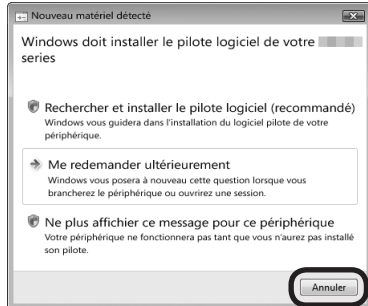 Nouveau matériel détecté
Windows doit installer le pilote logiciel de votre
series
Rechercher et installer le pilote logiciel (recommandé)
Windows vous guidera dans l'installation du logiciel pilote de votre
périphérique.
Me redemander ultérieurement
Windows vous posera à nouveau cette question lorsque vous
brancherez le périphérique ou ouvrirez une session.
Ne plus afficher ce message pour ce périphérique
Votre périphérique ne fonctionnera pas tant que vous n'aurez pas installé
son pilote.
Annuler